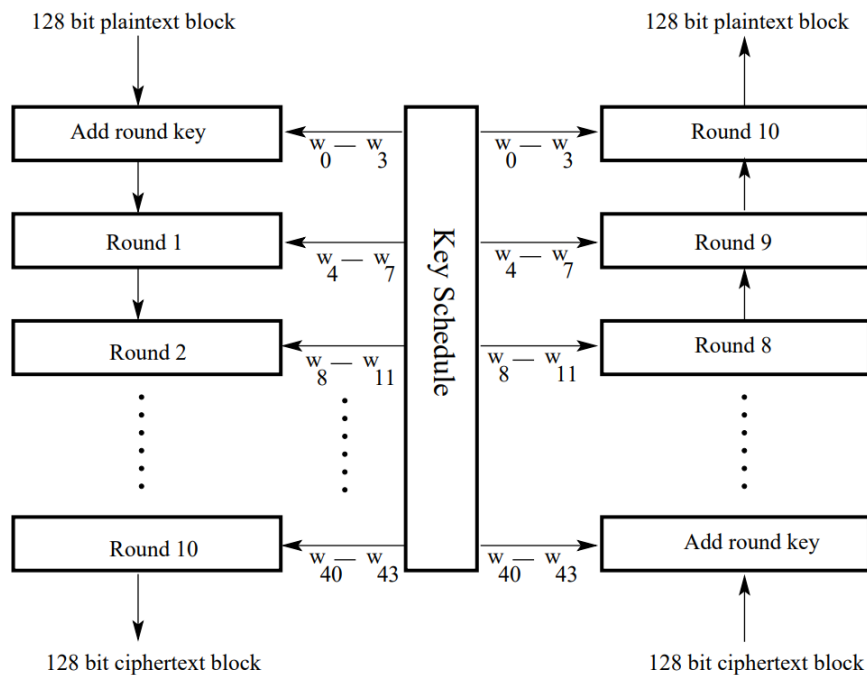 128 bit plaintext block
128 bit plaintext block
Add round key
w0 — w3
w0 — w3
Round 10
Round 1
w4 — w7
w4 — w7
Round 9
Key Schedule
Round 2
w8 — w11
w8 — w11
Round 8
Round 10
w40 — w43
w40 — w43
Add round key
128 bit ciphertext block
128 bit ciphertext block